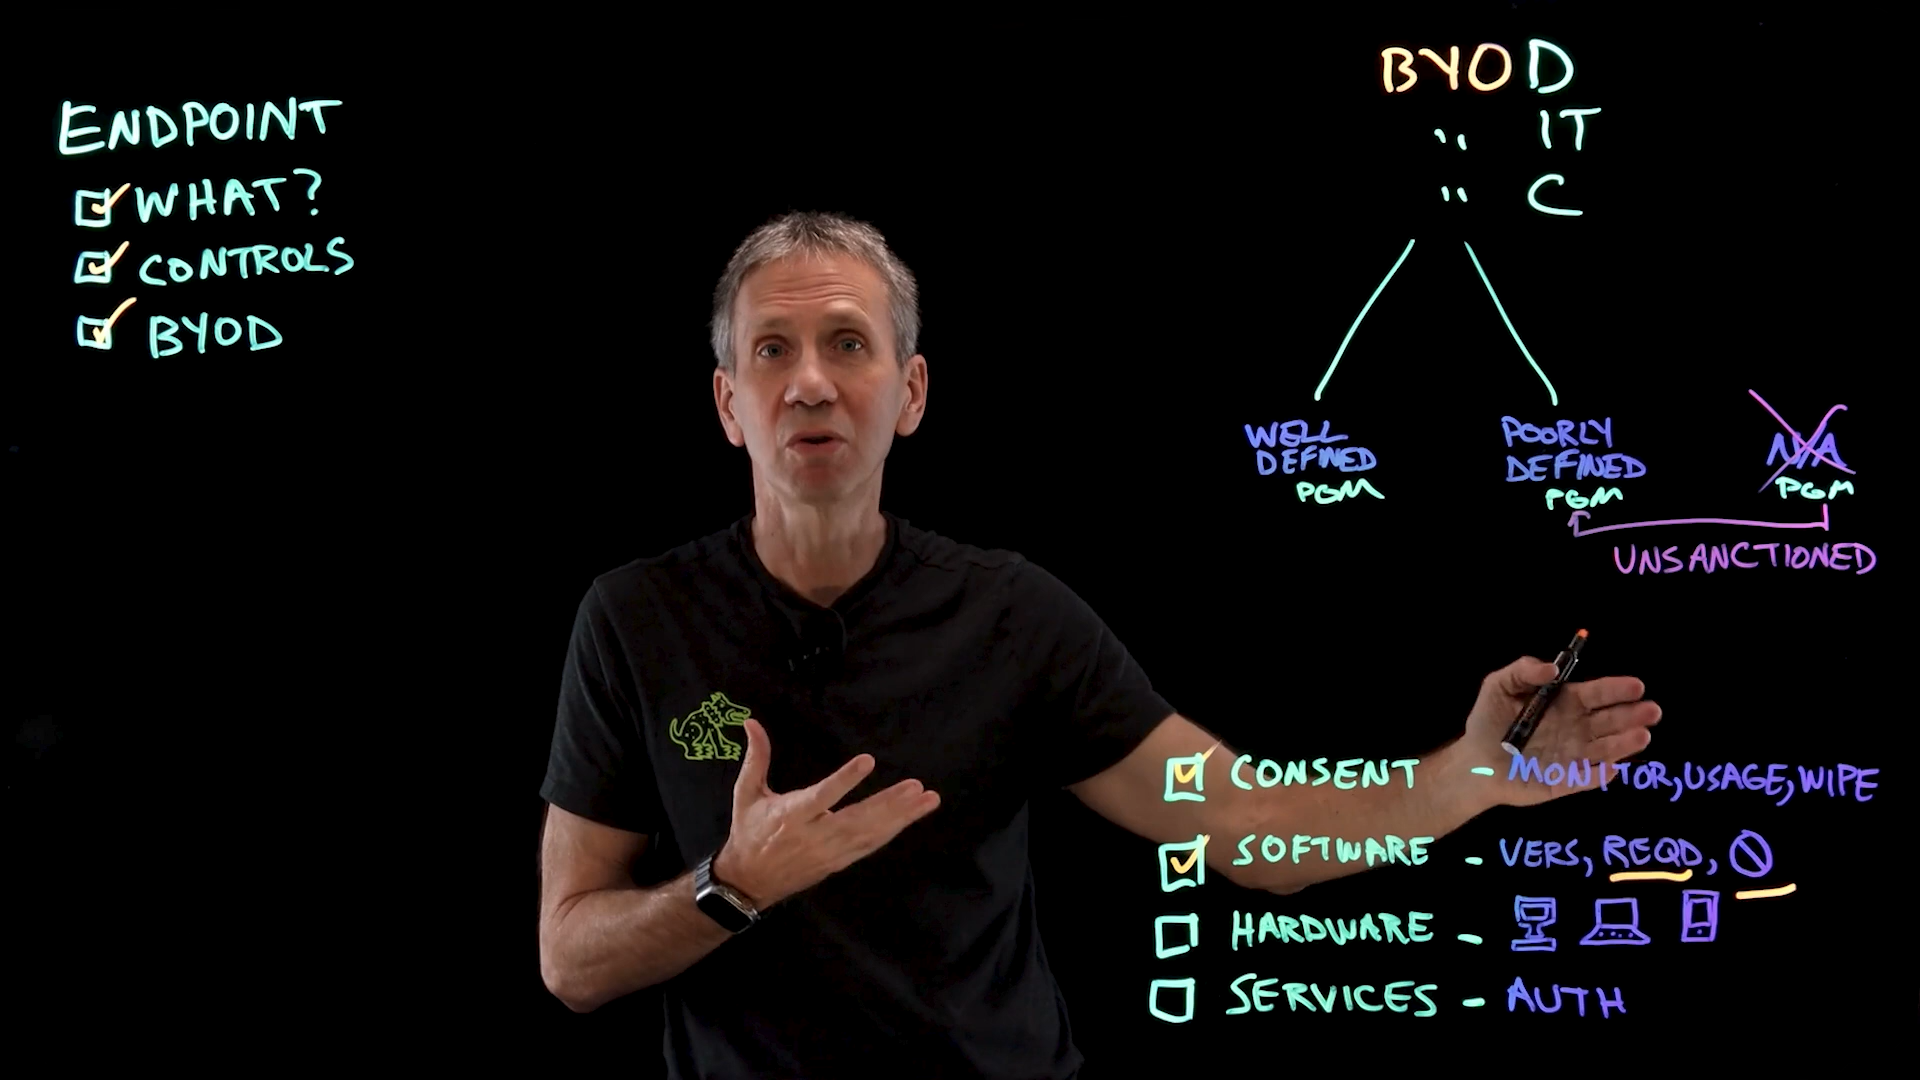 ENDPOINT
WHAT?
CONTROLS
BYOD
BYOD
" IT
" C
WELL
DEFINED
PGM
POORLY
DEFINED
PGM
N/A
PGM
UNSANCTIONED
CONSENT - MONITOR, USAGE, WIPE
SOFTWARE - VERS, REQD,
HARDWARE -
SERVICES - AUTH